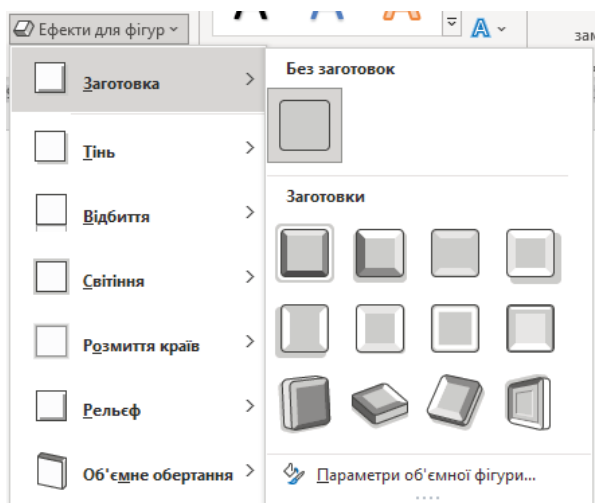 Ефекти для фігур
A A A A
зам
Заготовка
Без заготовок
Тінь
Заготовки
Відбиття
Світіння
Розмиття країв
Рельєф
Об'ємне обертання
Параметри об'ємної фігури...